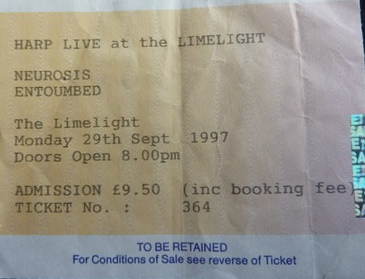 HARP LIVE at the LIMELIGHT
NEUROSIS
ENTOUMBED
The Limelight
Monday 29th Sept 1997
Doors Open 8.00pm
ADMISSION £9.50 (inc booking fee
TICKET No. : 364
TO BE RETAINED
For Conditions of Sale see reverse of Ticket